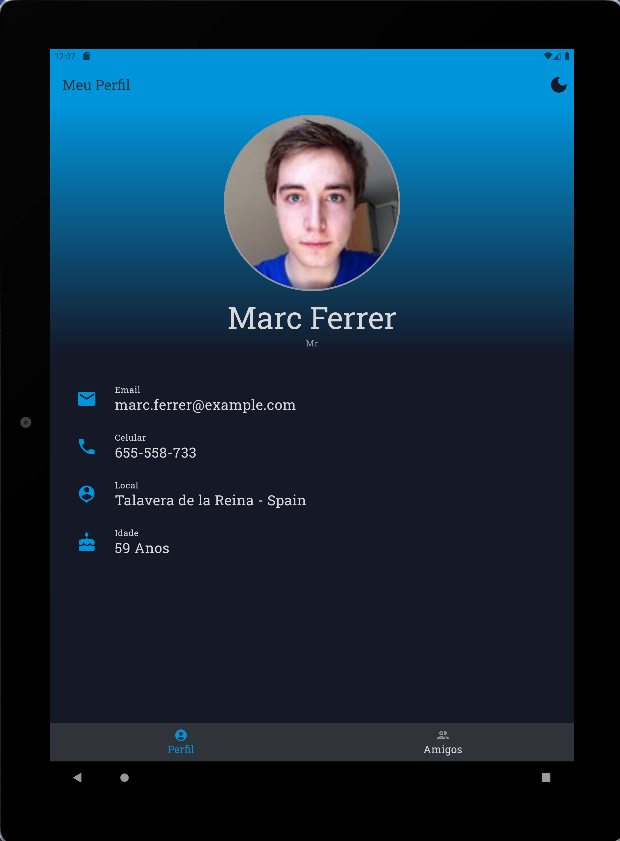 12:07
Meu Perfil
Marc Ferrer
Mr
Email
marc.ferrer@example.com
Celular
655-558-733
Local
Talavera de la Reina - Spain
Idade
59 Anos
Perfil
Amigos